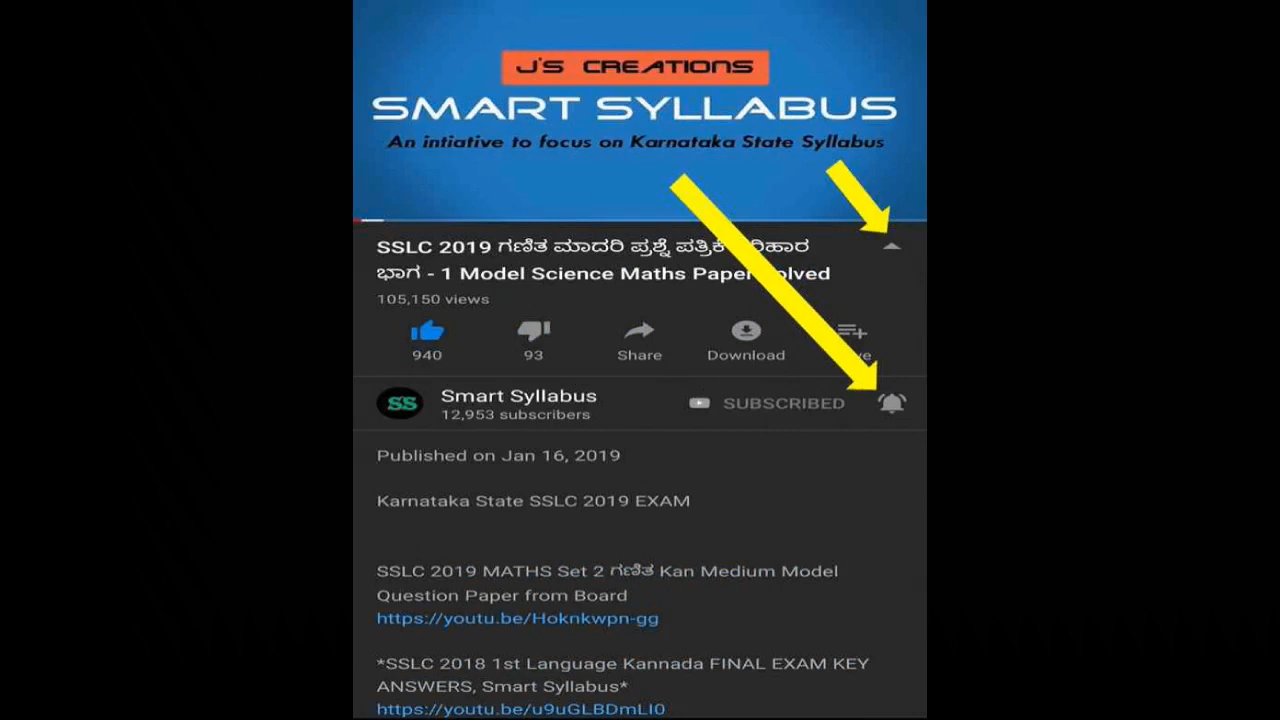 J'S CREATIONS
SMART SYLLABUS
An intiative to focus on Karnataka State Syllabus
SSLC 2019 ಗಣಿತ ಮಾದರಿ ಪ್ರಶ್ನೆ
ಭಾಗ - 1 Model Science Maths
105,150 views
940
93
Share
Download
Smart Syllabus
SUBSCRIBED
12,953 subscribers
Published on Jan 16, 2019
Karnataka State SSLC 2019 EXAM
SSLC 2019 MATHS Set 2 ಗಣಿತ Kan Medium Model
Question Paper from Board
https://youtu.be/Hoknkwpn-gg
*SSLC 2018 1st Language Kannada FINAL EXAM KEY
ANSWERS, Smart Syllabus*
https://youtu.be/u9uGLBDmLI0